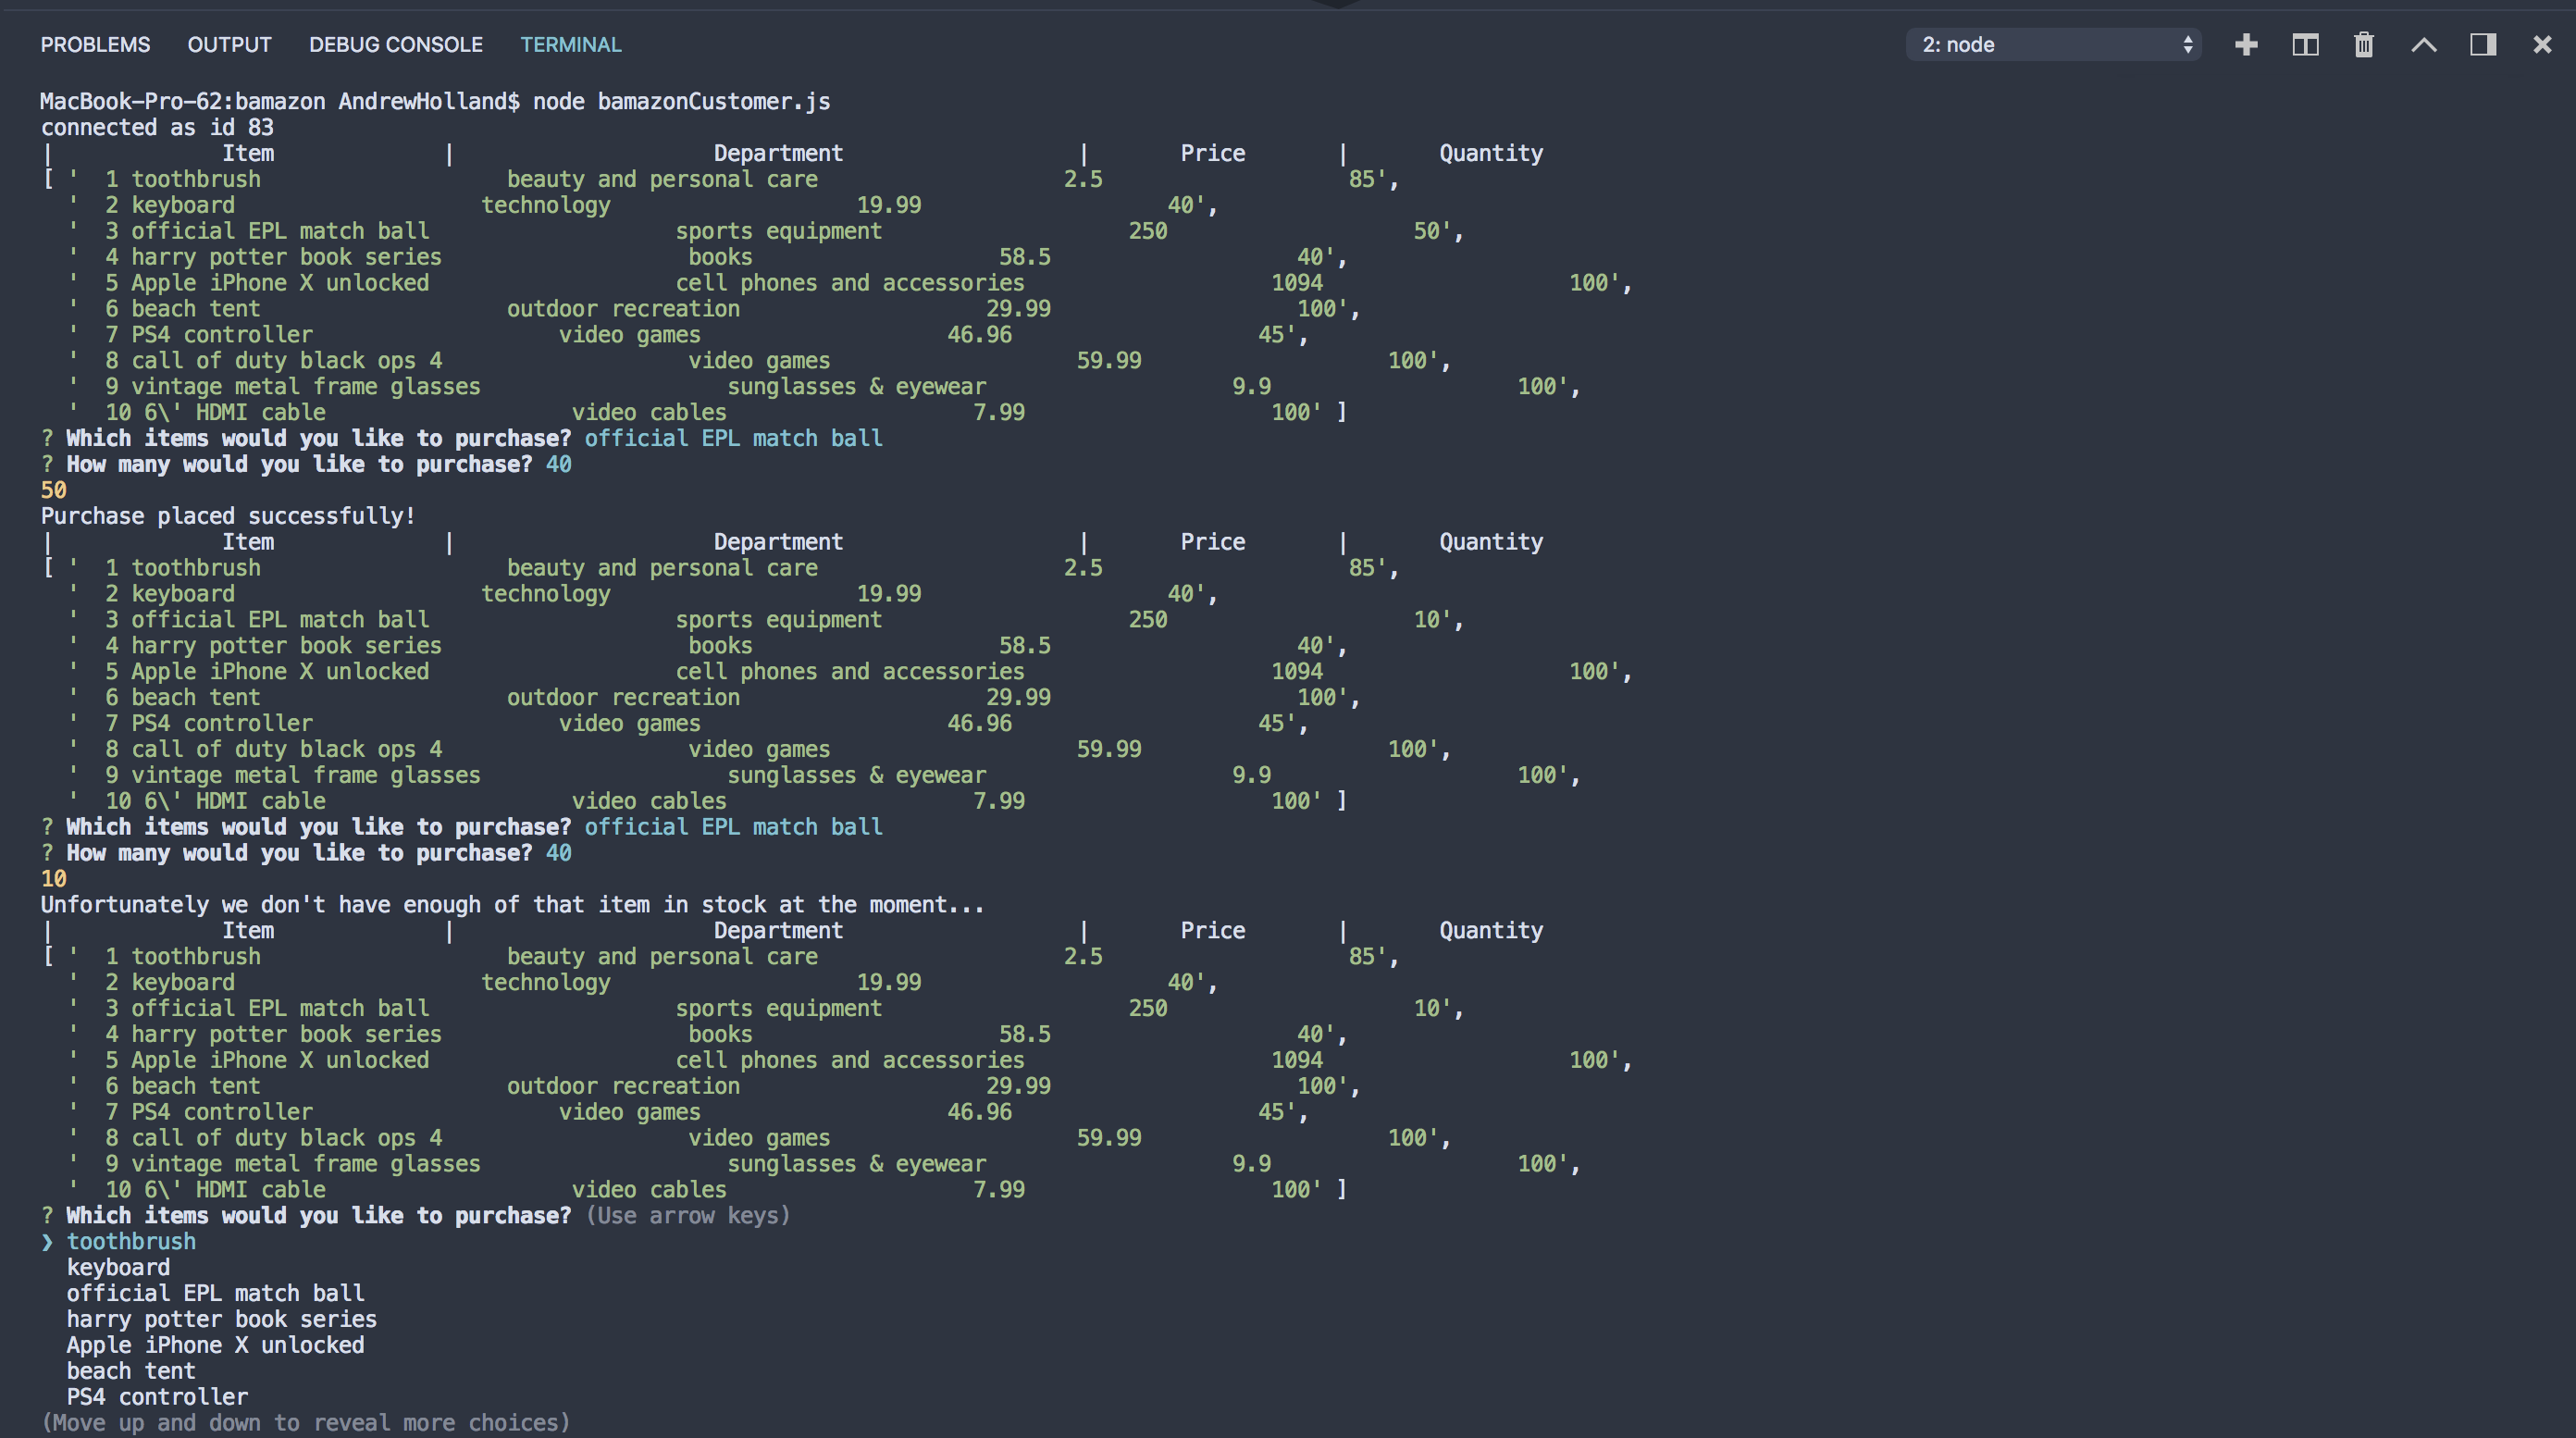 PROBLEMS OUTPUT DEBUG CONSOLE TERMINAL 2: node
MacBook-Pro-62:bamazon AndrewHolland$ node bamazonCustomer.js
connected as id 83
|             Item             |                    Department                  |       Price       |       Quantity
[ '  1 toothbrush                   beauty and personal care                   2.5                   85',
  '  2 keyboard                   technology                   19.99                   40',
  '  3 official EPL match ball                   sports equipment                   250                   50',
  '  4 harry potter book series                   books                   58.5                   40',
  '  5 Apple iPhone X unlocked                   cell phones and accessories                   1094                   100',
  '  6 beach tent                   outdoor recreation                   29.99                   100',
  '  7 PS4 controller                   video games                   46.96                   45',
  '  8 call of duty black ops 4                   video games                   59.99                   100',
  '  9 vintage metal frame glasses                   sunglasses & eyewear                   9.9                   100',
  '  10 6\' HDMI cable                   video cables                   7.99                   100' ]
? Which items would you like to purchase? official EPL match ball
? How many would you like to purchase? 40
50
Purchase placed successfully!
|             Item             |                    Department                  |       Price       |       Quantity
[ '  1 toothbrush                   beauty and personal care                   2.5                   85',
  '  2 keyboard                   technology                   19.99                   40',
  '  3 official EPL match ball                   sports equipment                   250                   10',
  '  4 harry potter book series                   books                   58.5                   40',
  '  5 Apple iPhone X unlocked                   cell phones and accessories                   1094                   100',
  '  6 beach tent                   outdoor recreation                   29.99                   100',
  '  7 PS4 controller                   video games                   46.96                   45',
  '  8 call of duty black ops 4                   video games                   59.99                   100',
  '  9 vintage metal frame glasses                   sunglasses & eyewear                   9.9                   100',
  '  10 6\' HDMI cable                   video cables                   7.99                   100' ]
? Which items would you like to purchase? official EPL match ball
? How many would you like to purchase? 40
10
Unfortunately we don't have enough of that item in stock at the moment...
|             Item             |                    Department                  |       Price       |       Quantity
[ '  1 toothbrush                   beauty and personal care                   2.5                   85',
  '  2 keyboard                   technology                   19.99                   40',
  '  3 official EPL match ball                   sports equipment                   250                   10',
  '  4 harry potter book series                   books                   58.5                   40',
  '  5 Apple iPhone X unlocked                   cell phones and accessories                   1094                   100',
  '  6 beach tent                   outdoor recreation                   29.99                   100',
  '  7 PS4 controller                   video games                   46.96                   45',
  '  8 call of duty black ops 4                   video games                   59.99                   100',
  '  9 vintage metal frame glasses                   sunglasses & eyewear                   9.9                   100',
  '  10 6\' HDMI cable                   video cables                   7.99                   100' ]
? Which items would you like to purchase? (Use arrow keys)
❯ toothbrush
  keyboard
  official EPL match ball
  harry potter book series
  Apple iPhone X unlocked
  beach tent
  PS4 controller
(Move up and down to reveal more choices)